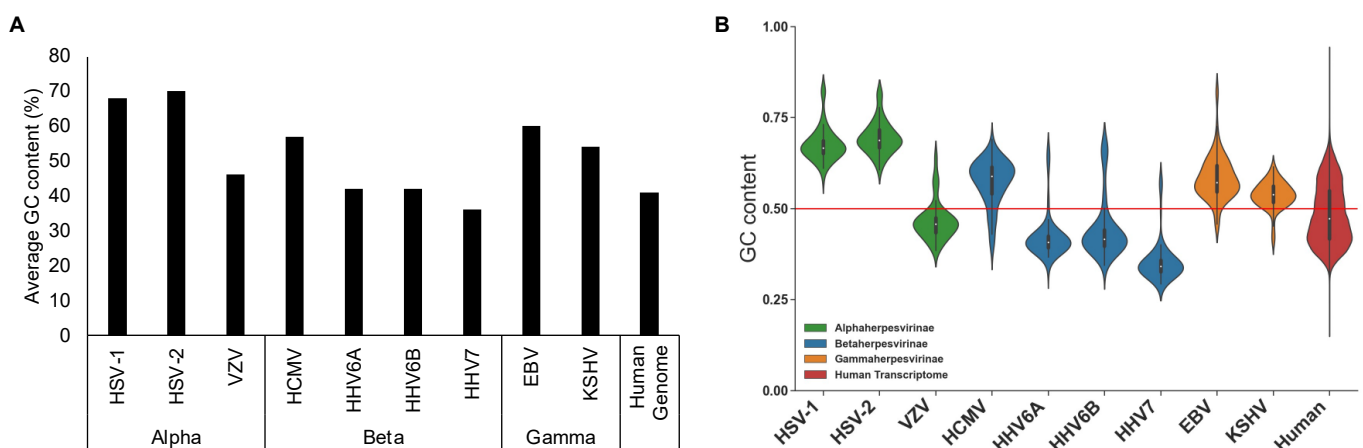 A
Average GC content (%)
80
70
60
50
40
30
20
10
0
HSV-1
HSV-2
VZV
HCMV
HHV6A
HHV6B
HHV7
EBV
KSHV
Human
Genome
Alpha
Beta
Gamma
B
GC content
1.00
0.75
0.50
0.25
0.00
Alphaherpesvirinae
Betaherpesvirinae
Gammaherpesvirinae
Human Transcriptome
HSV-1
HSV-2
VZV
HCMV
HHV6A
HHV6B
HHV7
EBV
KSHV
Human